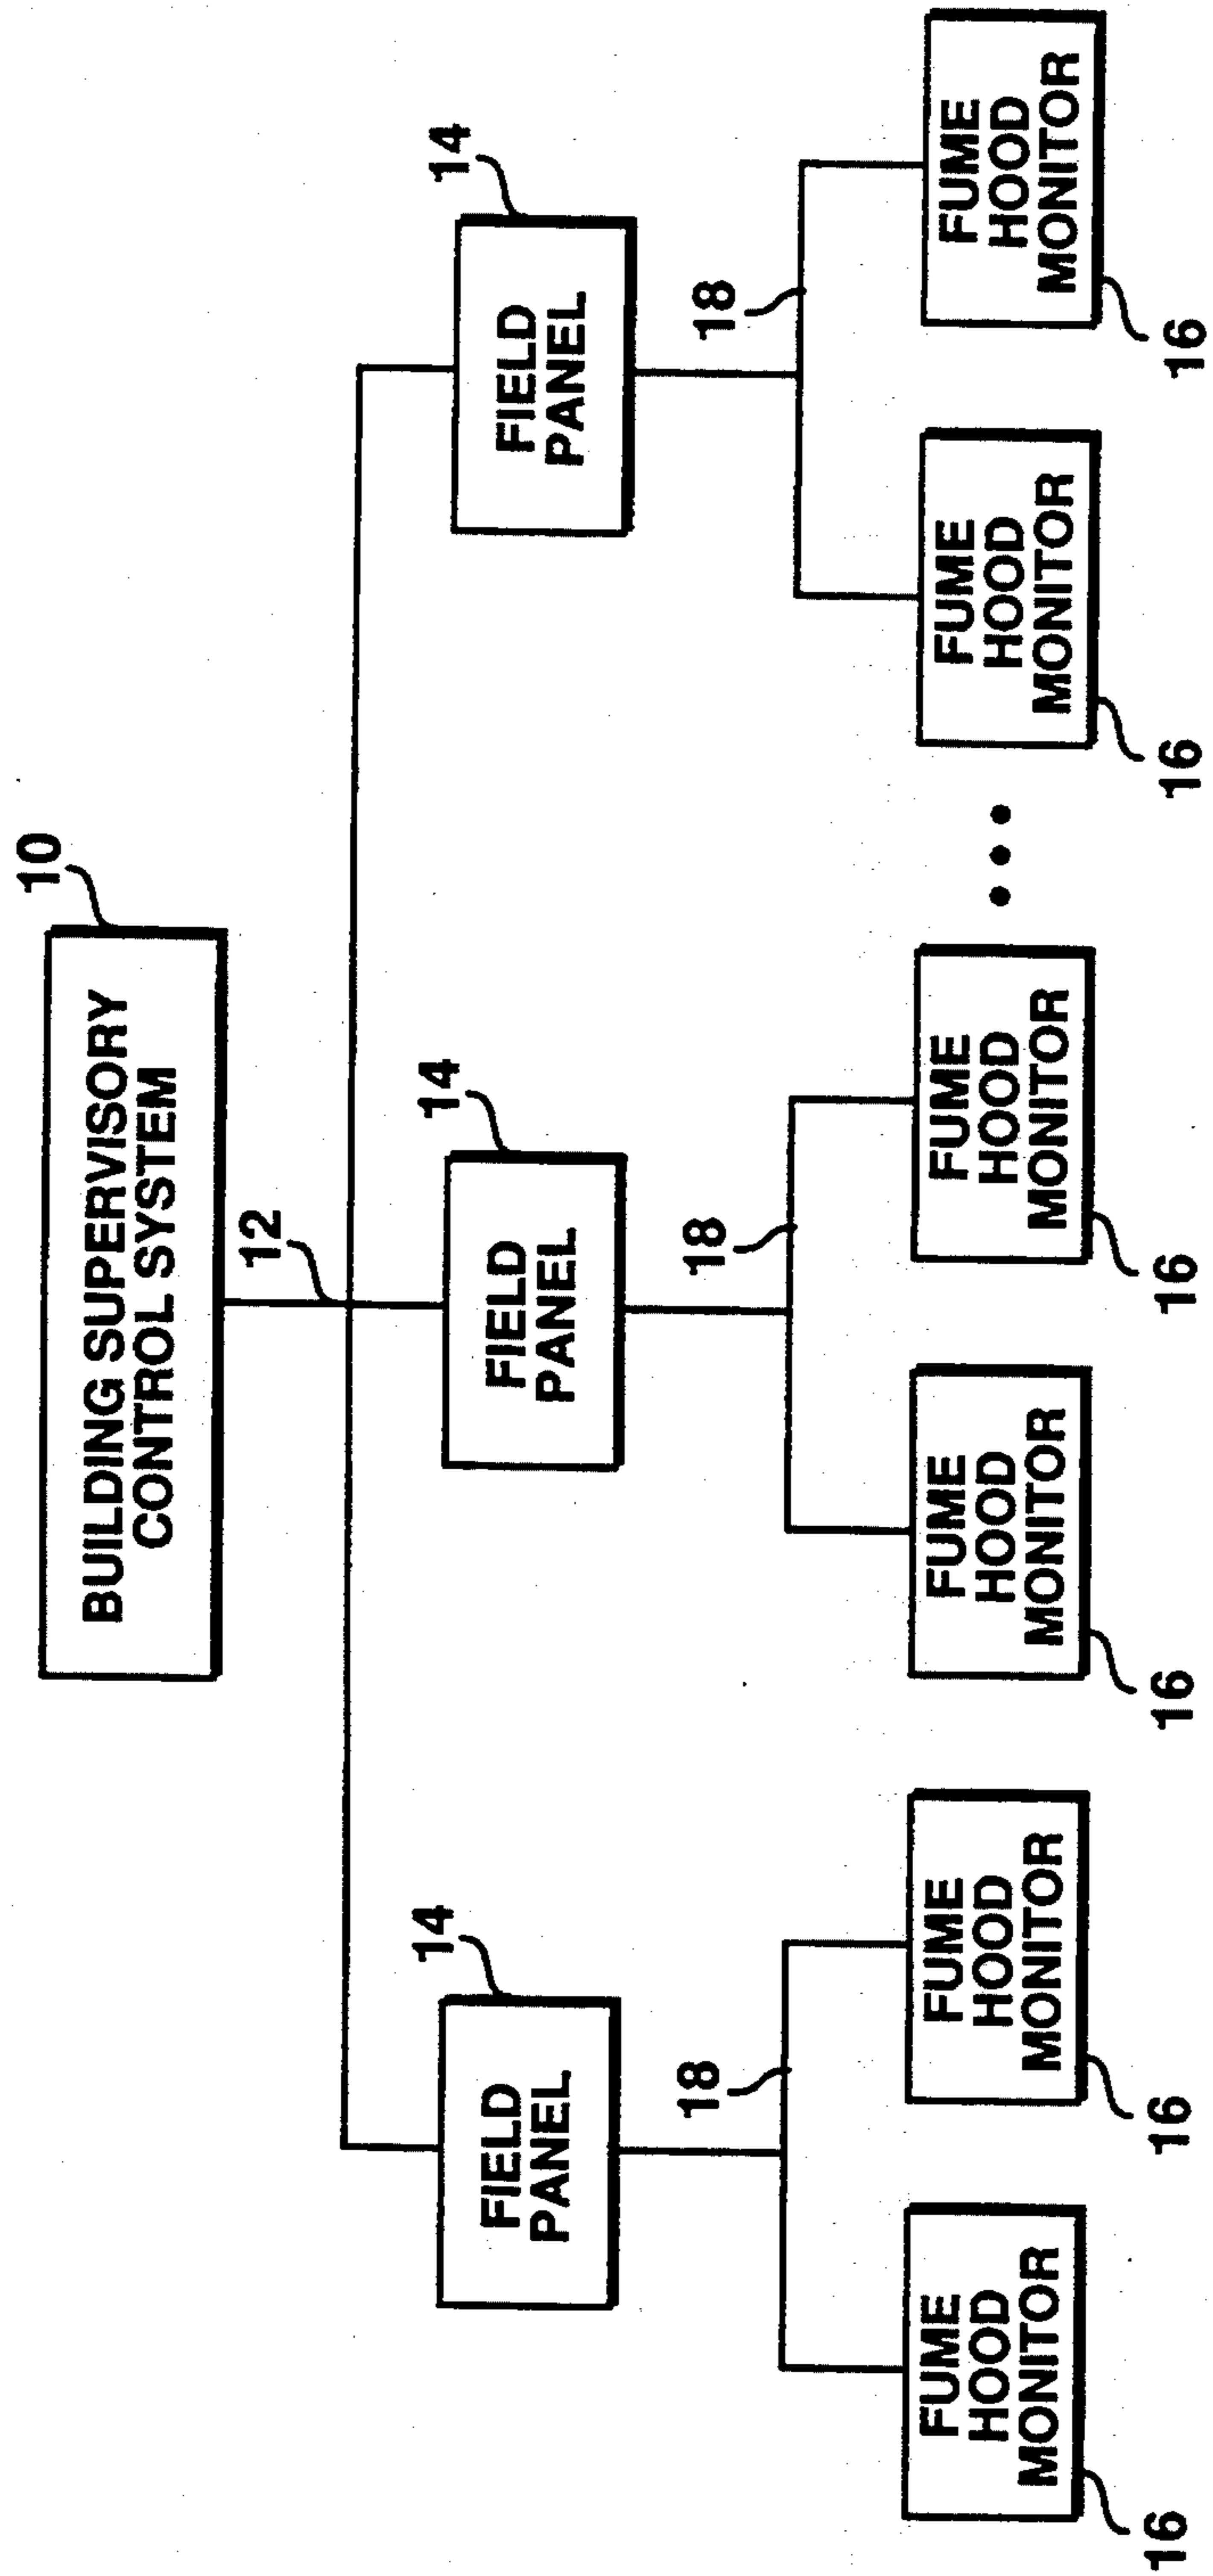 10
BUILDING SUPERVISORY
CONTROL SYSTEM
12
14
FIELD
PANEL
14
FIELD
PANEL
14
FIELD
PANEL
18
18
18
FUME
HOOD
MONITOR
16
FUME
HOOD
MONITOR
16
FUME
HOOD
MONITOR
16
FUME
HOOD
MONITOR
16
FUME
HOOD
MONITOR
16
FUME
HOOD
MONITOR
16